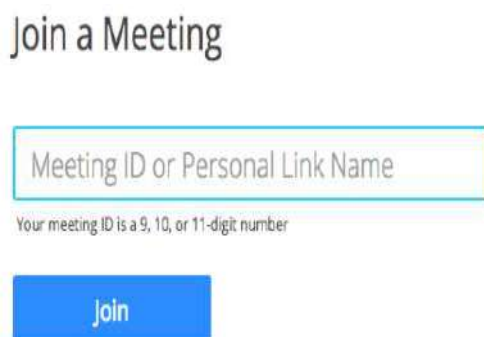 Join a Meeting
Meeting ID or Personal Link Name
Your meeting ID is a 9, 10, or 11-digit number
Join